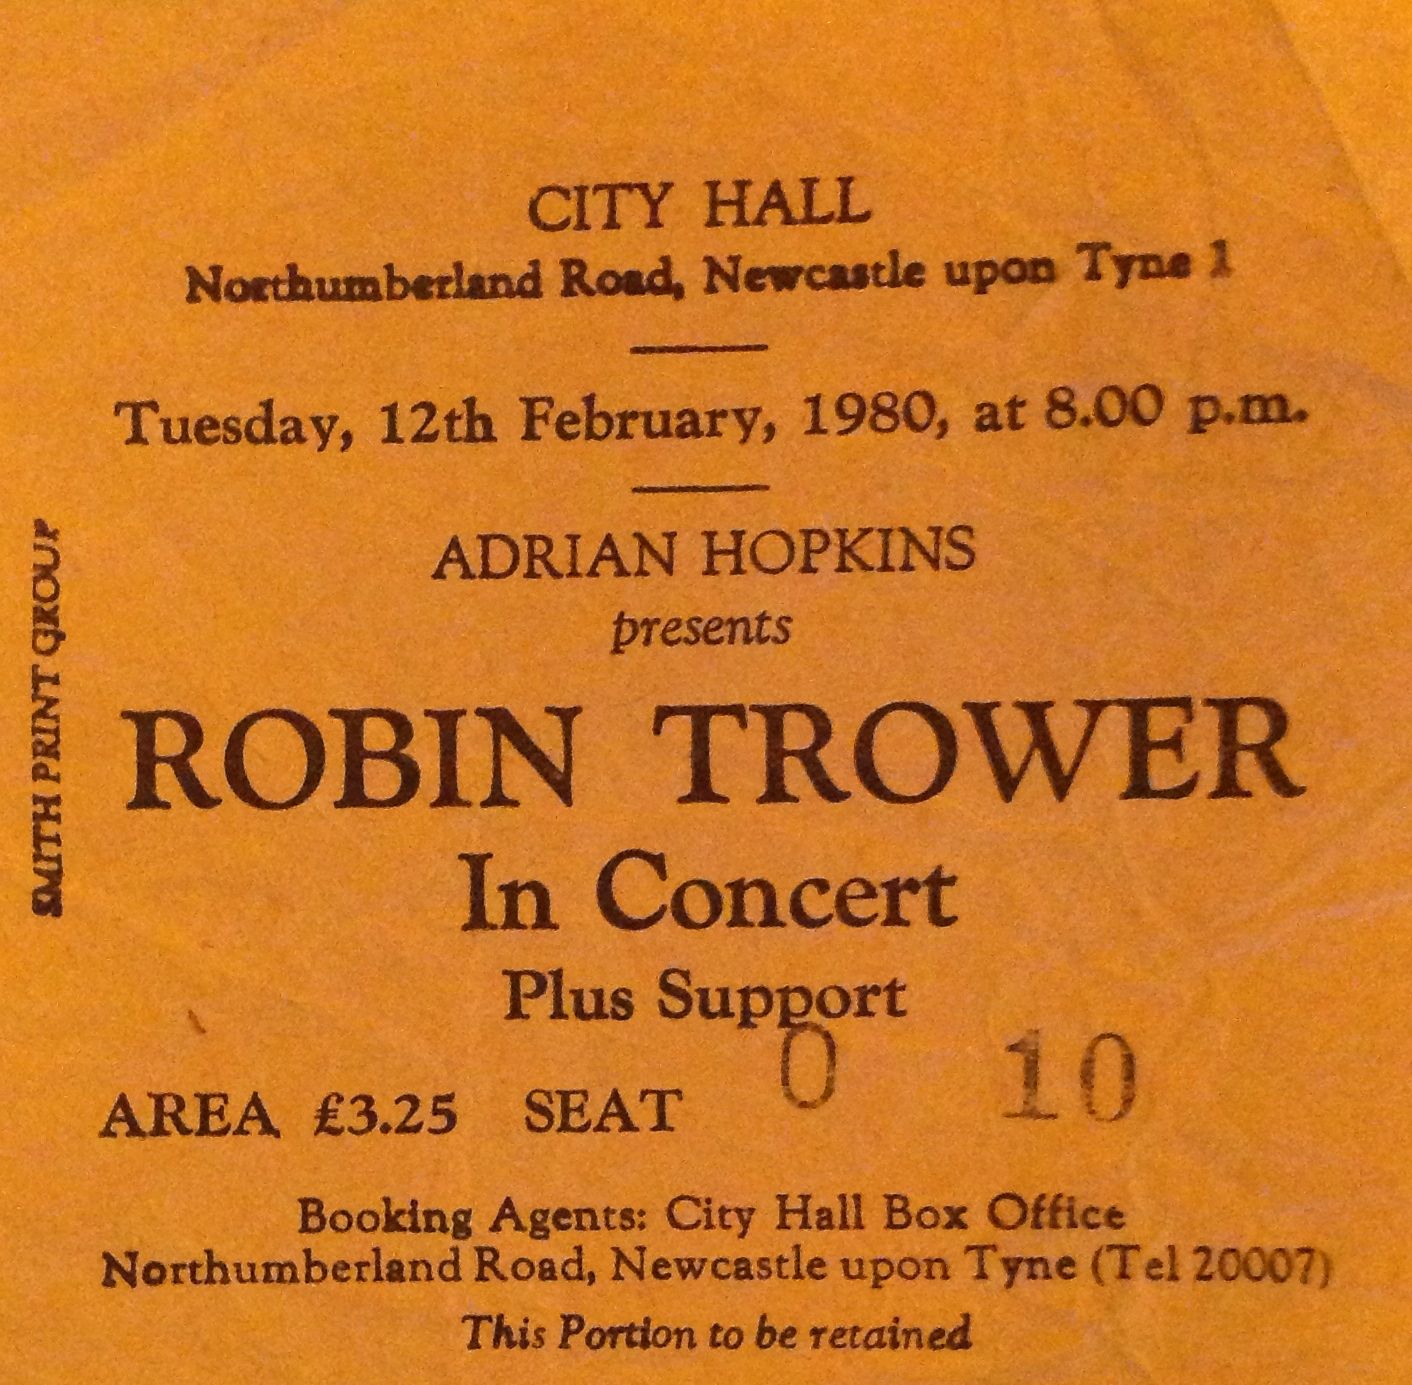 CITY HALL
Northumberland Road, Newcastle upon Tyne 1
Tuesday, 12th February, 1980, at 8.00 p.m.
ADRIAN HOPKINS
presents
ROBIN TROWER
In Concert
Plus Support
AREA £3.25 SEAT O 10
Booking Agents: City Hall Box Office
Northumberland Road, Newcastle upon Tyne (Tel 20007)
This Portion to be retained
SMITH PRINT GROUP